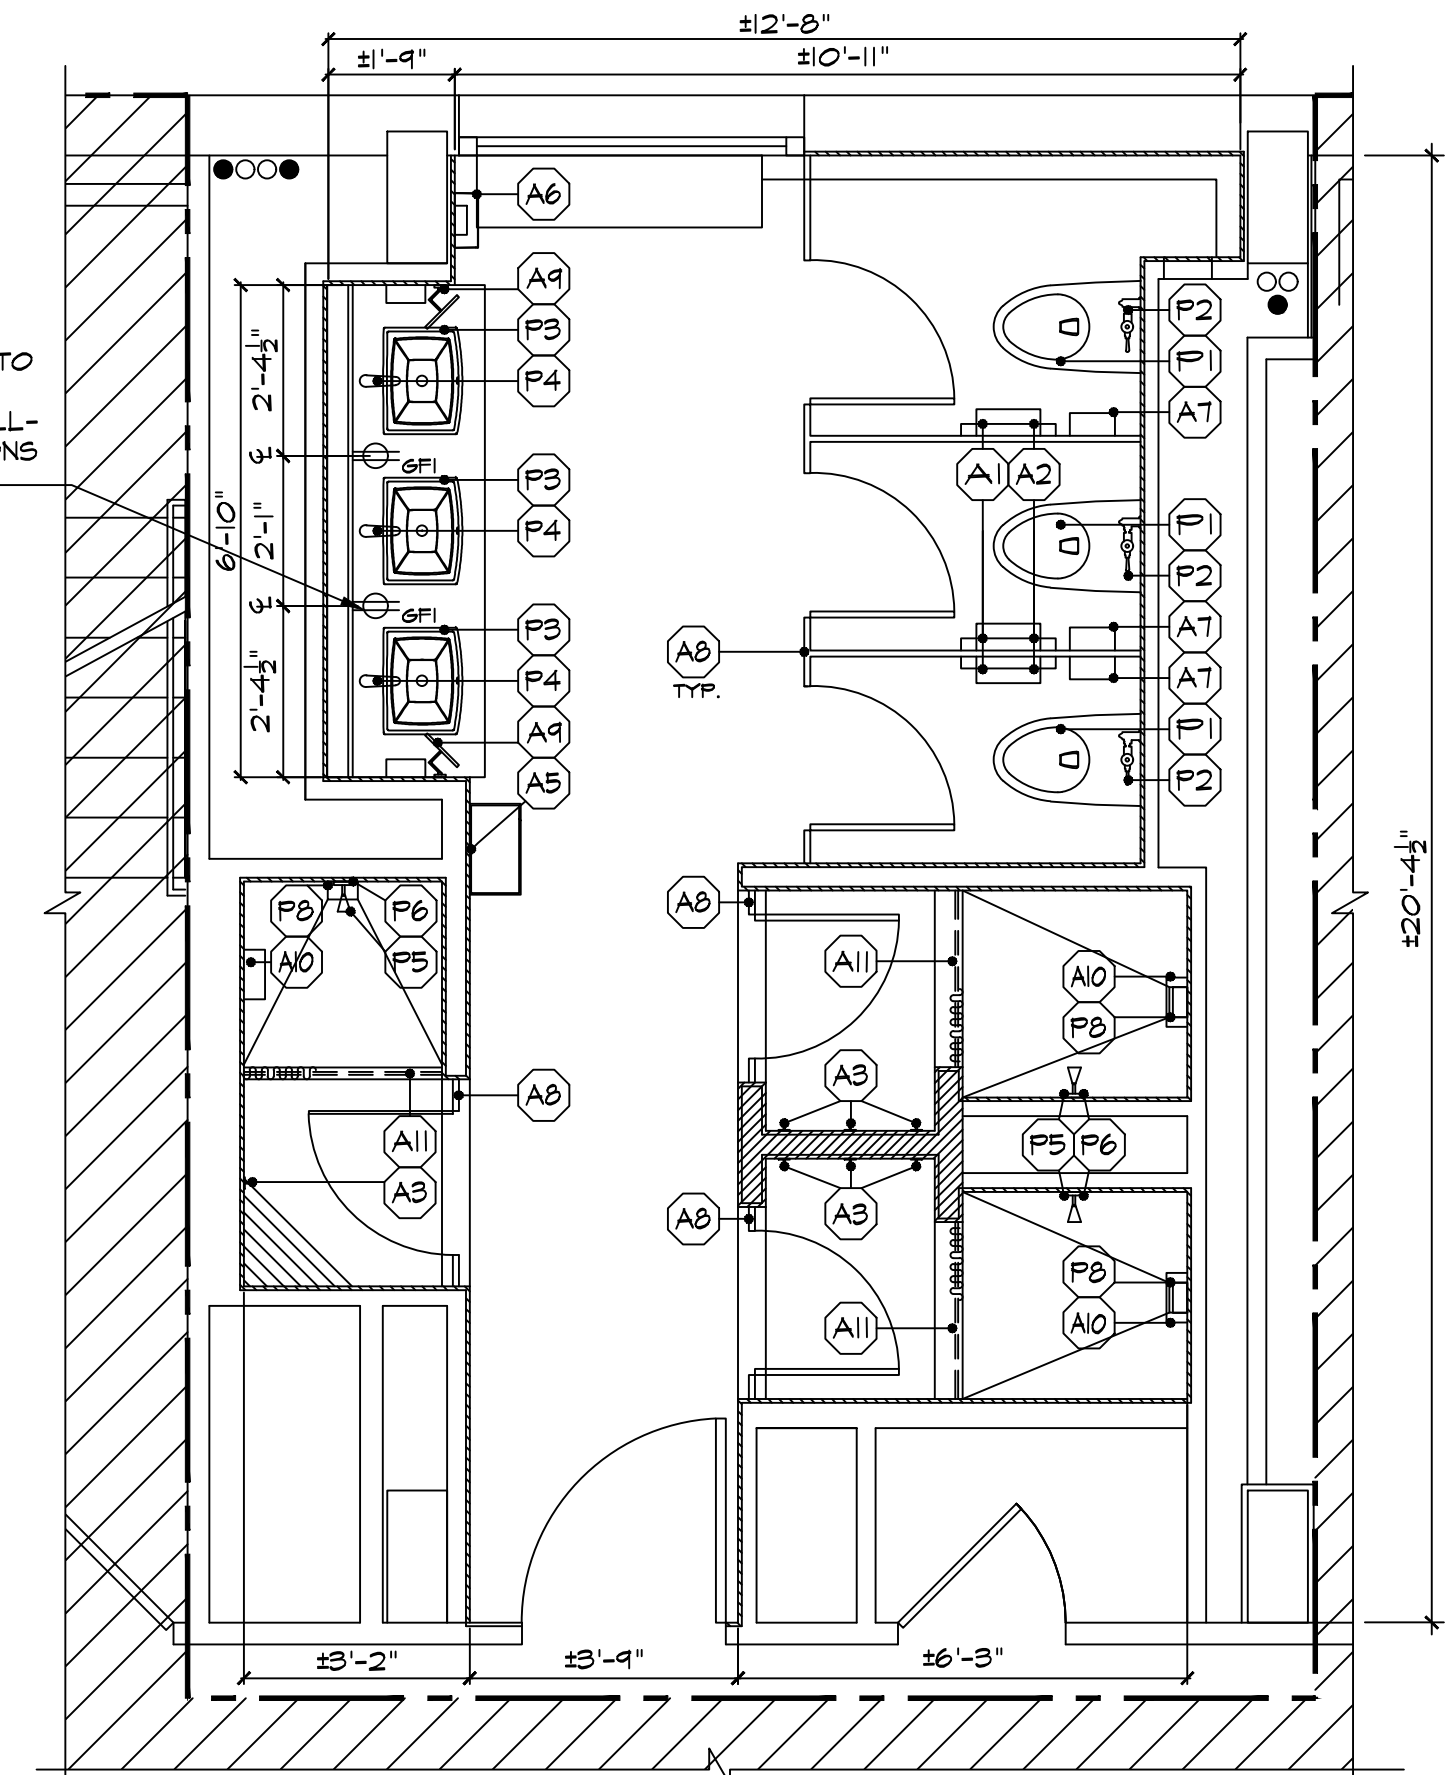 ±12'-8"
±1'-9"
±10'-11"
A6
A9
P3
P4
P2
P1
A7
TO
LL-
NS
2'-4½"
℄
GFI
A1 A2
P3
P4
6'-10"
2'-1"
P1
P2
℄
GFI
P3
P4
A9
A5
A8
TYP.
A7
A7
P1
P2
2'-4½"
±20'-4½"
P8 P6
A10 P5
A8
A11
A10
P8
A3
A8
A11
A3
P5 P6
A3
A8
P8
A10
A11
±3'-2"
±3'-9"
±6'-3"